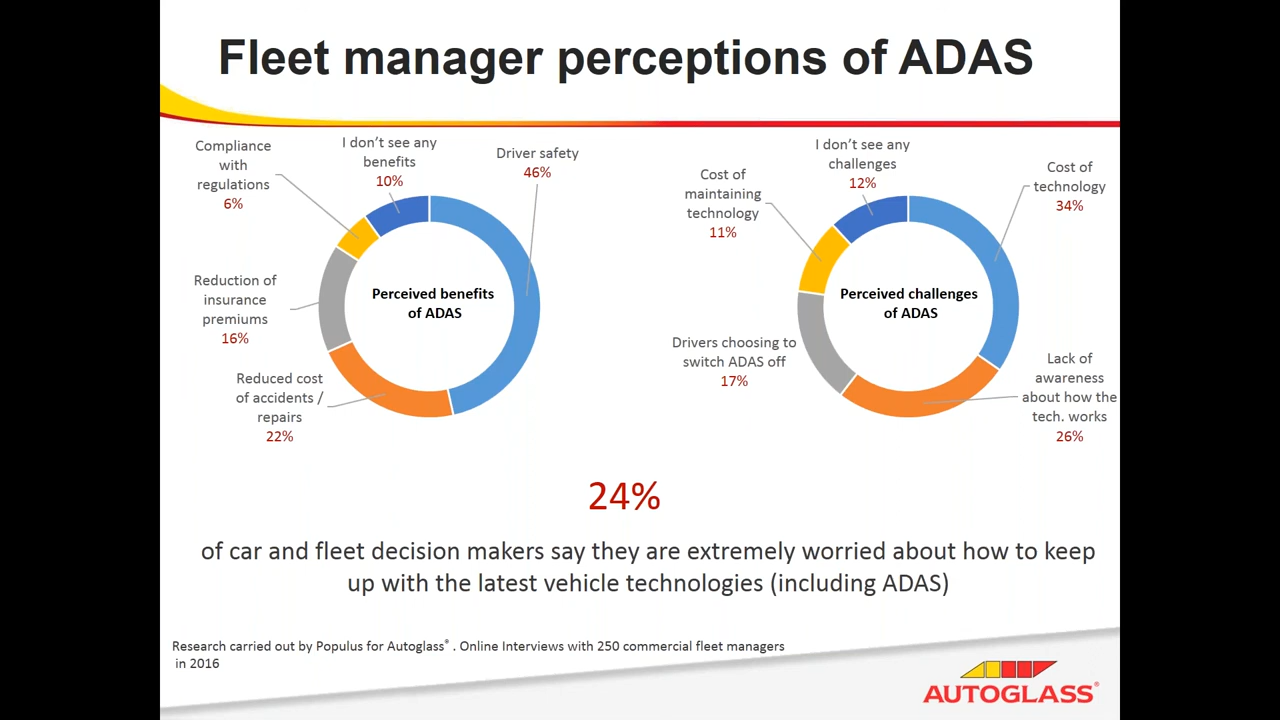 Fleet manager perceptions of ADAS
Compliance
with
regulations
6%
I don't see any
benefits
10%
Driver safety
46%
Reduction of
insurance
premiums
16%
Reduced cost
of accidents /
repairs
22%
Perceived benefits
of ADAS
I don't see any
challenges
12%
Cost of
maintaining
technology
11%
Cost of
technology
34%
Drivers choosing to
switch ADAS off
17%
Lack of
awareness
about how the
tech. works
26%
Perceived challenges
of ADAS
24%
of car and fleet decision makers say they are extremely worried about how to keep
up with the latest vehicle technologies (including ADAS)
Research carried out by Populus for Autoglass® . Online Interviews with 250 commercial fleet managers
in 2016
AUTOGLASS®